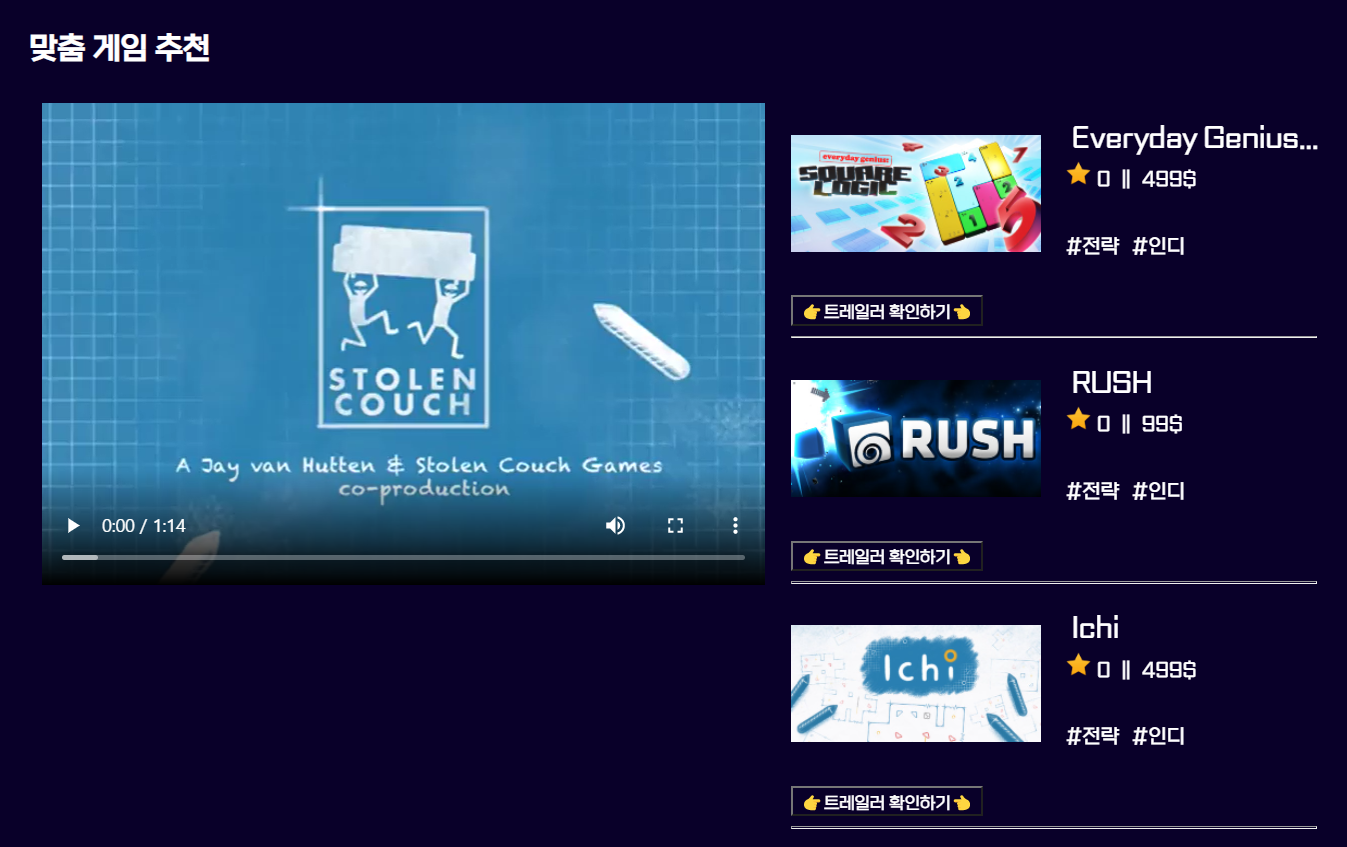 맞춤 게임 추천
STOLEN
COUCH
A Jay van Hutten & Stolen Couch Games
co-production
0:00 / 1:14
everyday genius:
SQUARE
LOGIC
Everyday Genius...
0 || 499$
#전략 #인디
👉트레일러 확인하기👈
RUSH
RUSH
0 || 99$
#전략 #인디
👉트레일러 확인하기👈
Ichi
Ichi
0 || 499$
#전략 #인디
👉트레일러 확인하기👈